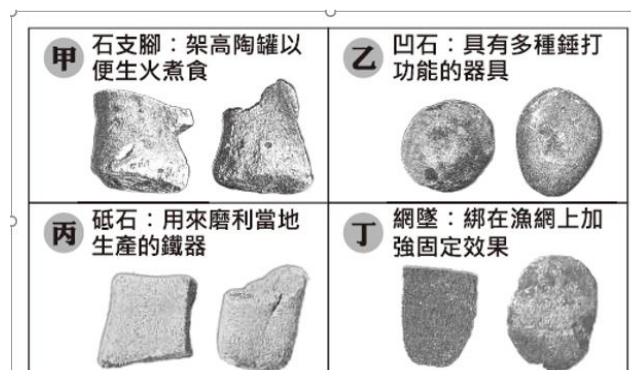 甲
石支腳：架高陶罐以
便生火煮食
乙
凹石：具有多種錘打
功能的器具
丙
砥石：用來磨利當地
生產的鐵器
丁
網墜：綁在漁網上加
強固定效果